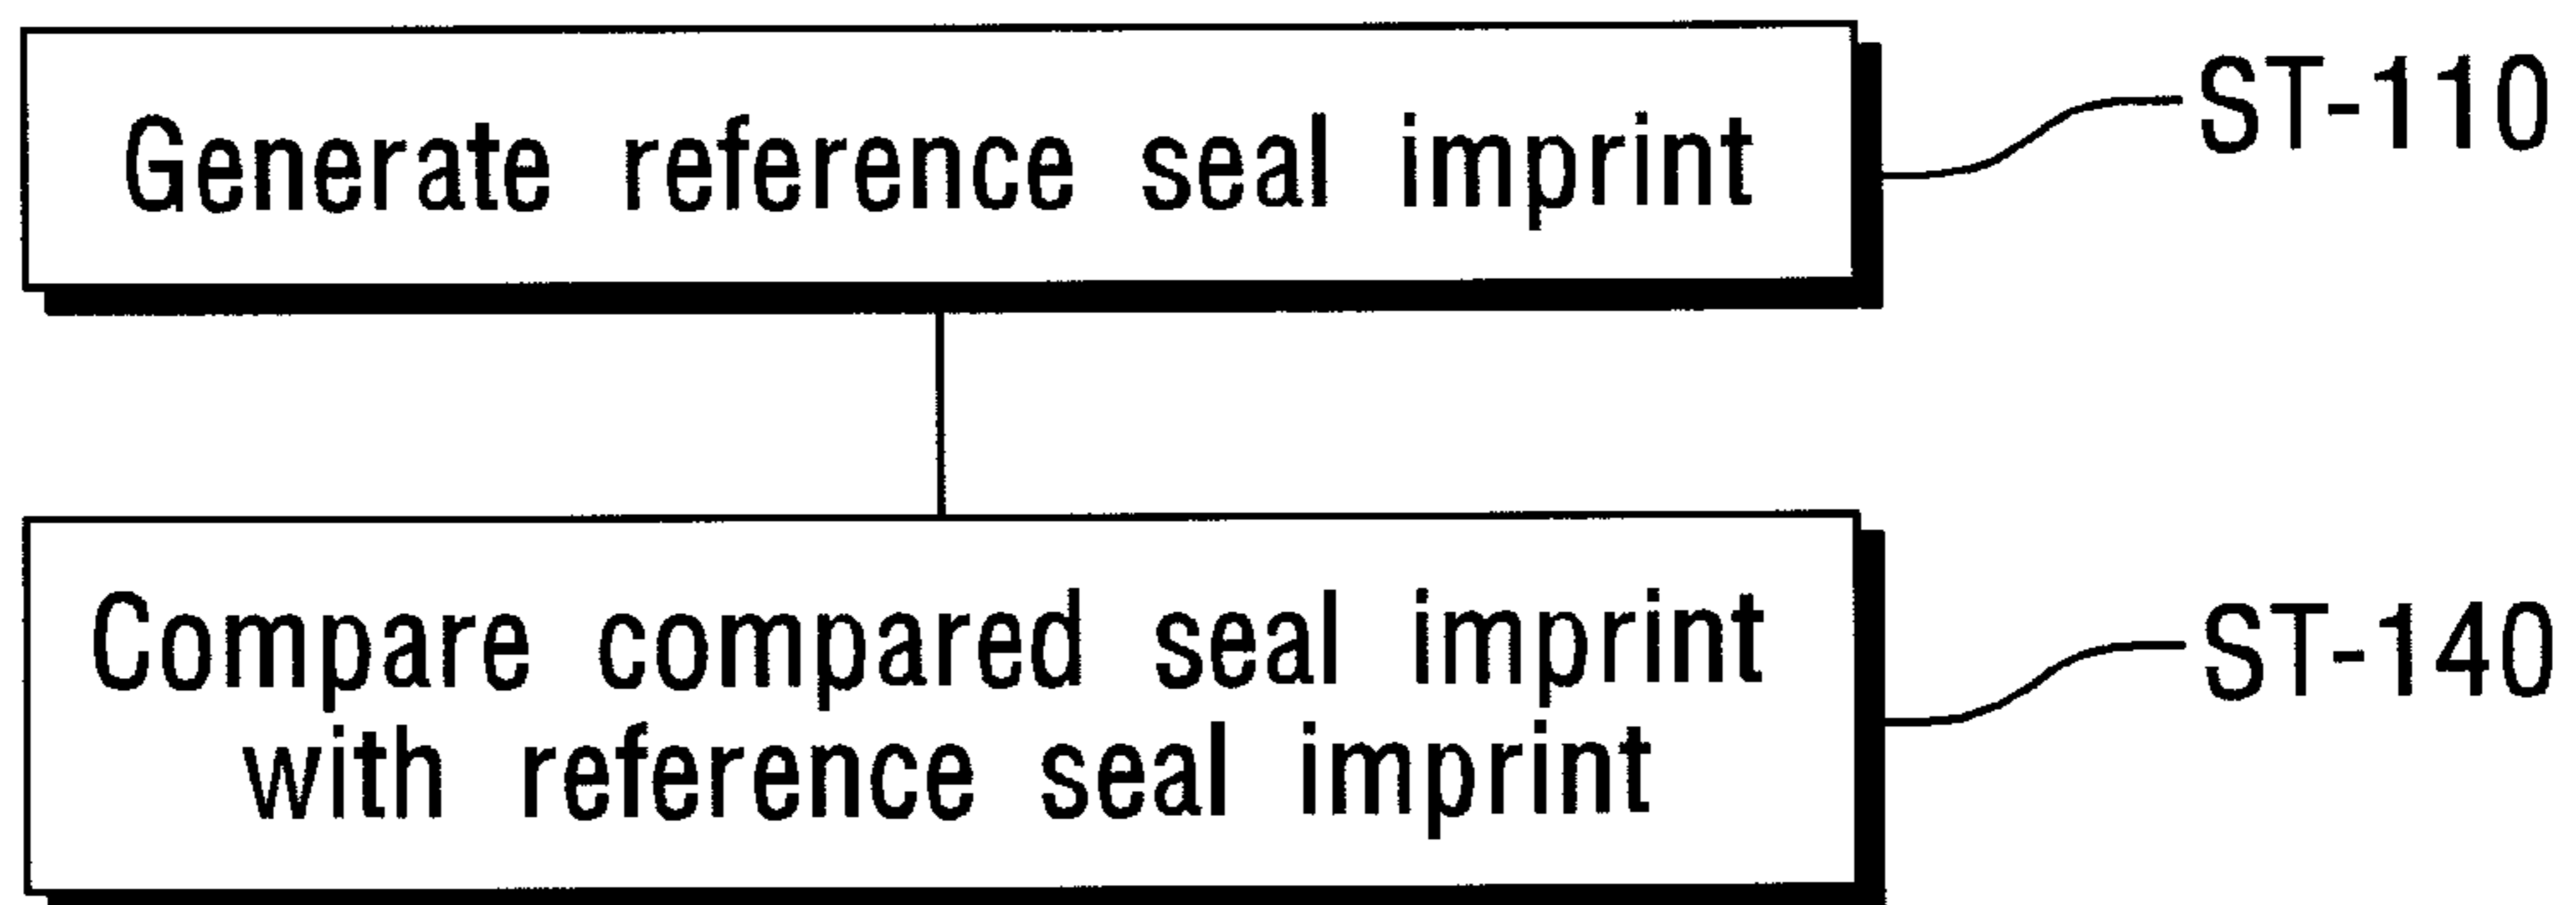 Generate reference seal imprint
ST-110
Compare compared seal imprint
with reference seal imprint
ST-140